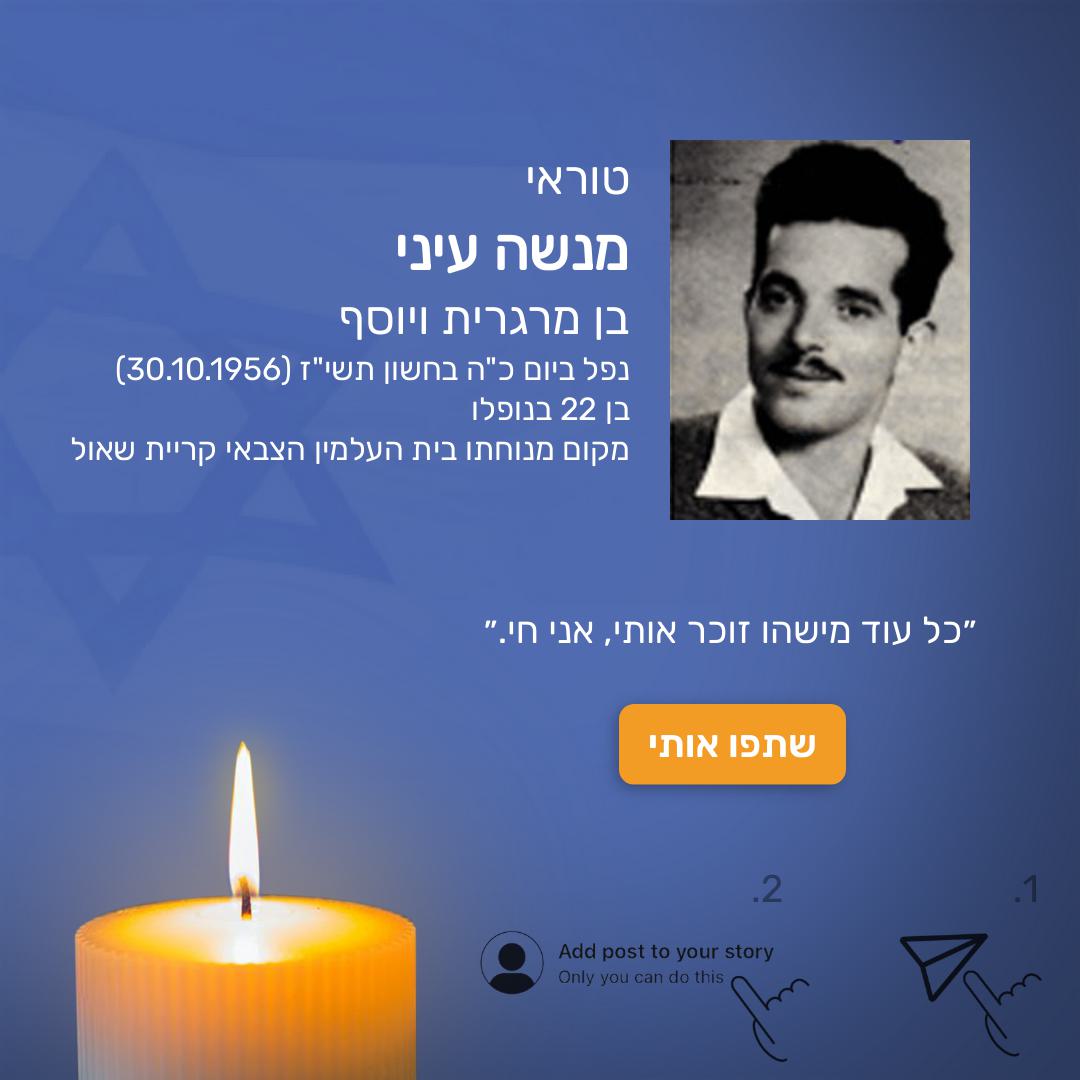 טוראי
מנשה עיני
בן מרגרית ויוסף
נפל ביום כ"ה בחשון תשי"ז (30.10.1956)
בן 22 בנופלו
מקום מנוחתו בית העלמין הצבאי קריית שאול
״כל עוד מישהו זוכר אותי, אני חי.״
שתפו אותי
1.
2.
Add post to your story
Only you can do this